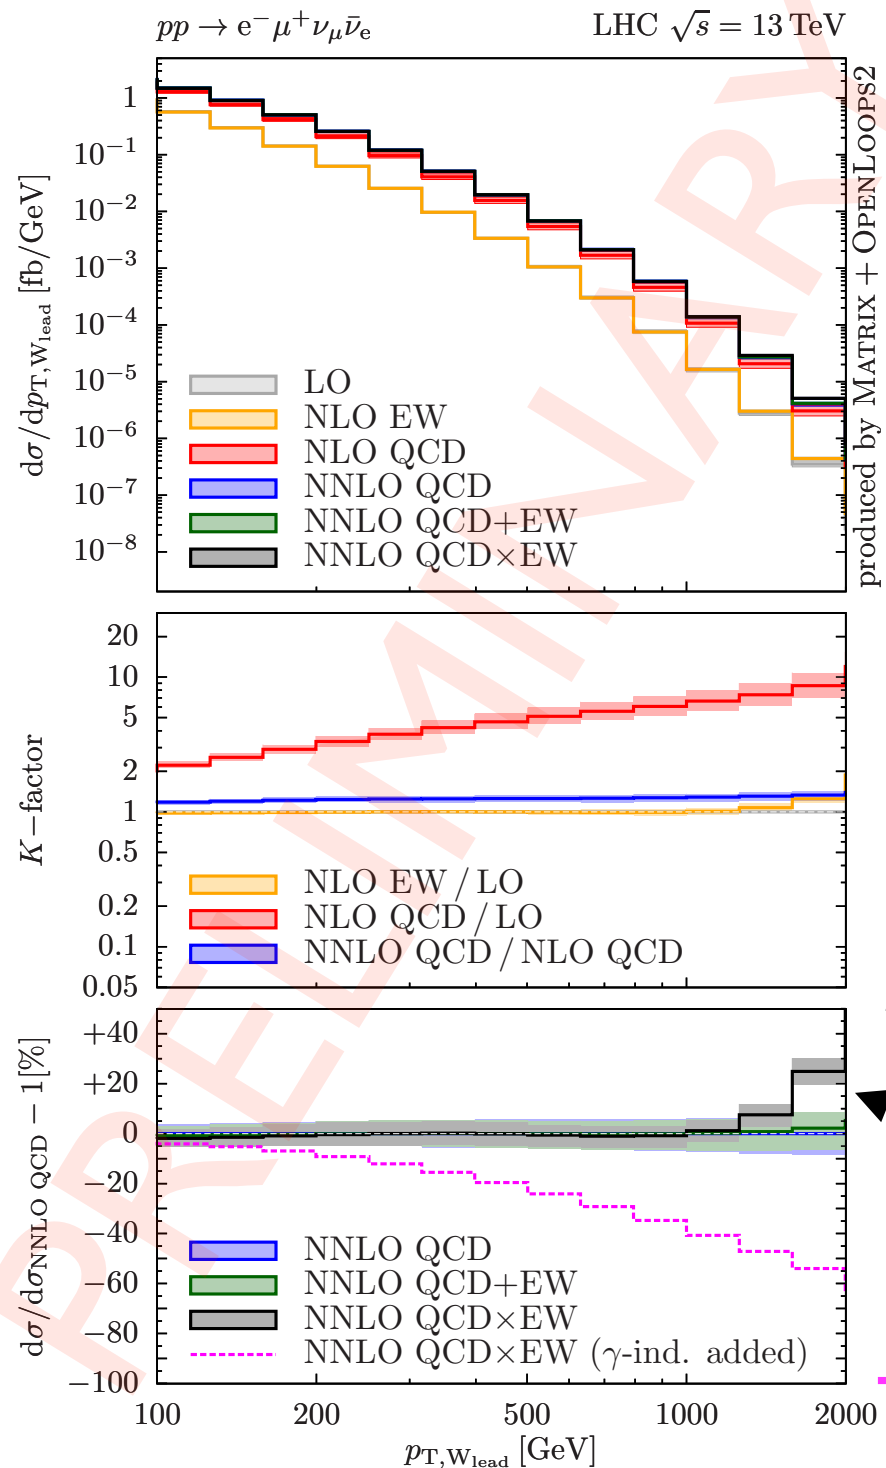 pp → e⁻μ⁺ν_μν̄_e
LHC √s = 13 TeV
dσ/dp_{T,W_lead} [fb/GeV]
1
10⁻¹
10⁻²
10⁻³
10⁻⁴
10⁻⁵
10⁻⁶
10⁻⁷
10⁻⁸
LO
NLO EW
NLO QCD
NNLO QCD
NNLO QCD+EW
NNLO QCD×EW
produced by MATRIX + OPENLOOPS2
PRELIMINARY
K−factor
20
10
5
2
1
0.5
0.2
0.1
0.05
NLO EW / LO
NLO QCD / LO
NNLO QCD / NLO QCD
dσ/dσ_{NNLO QCD} − 1[%]
+40
+20
0
−20
−40
−60
−80
−100
NNLO QCD
NNLO QCD+EW
NNLO QCD×EW
NNLO QCD×EW (γ-ind. added)
100
200
500
1000
2000
p_{T,W_lead} [GeV]